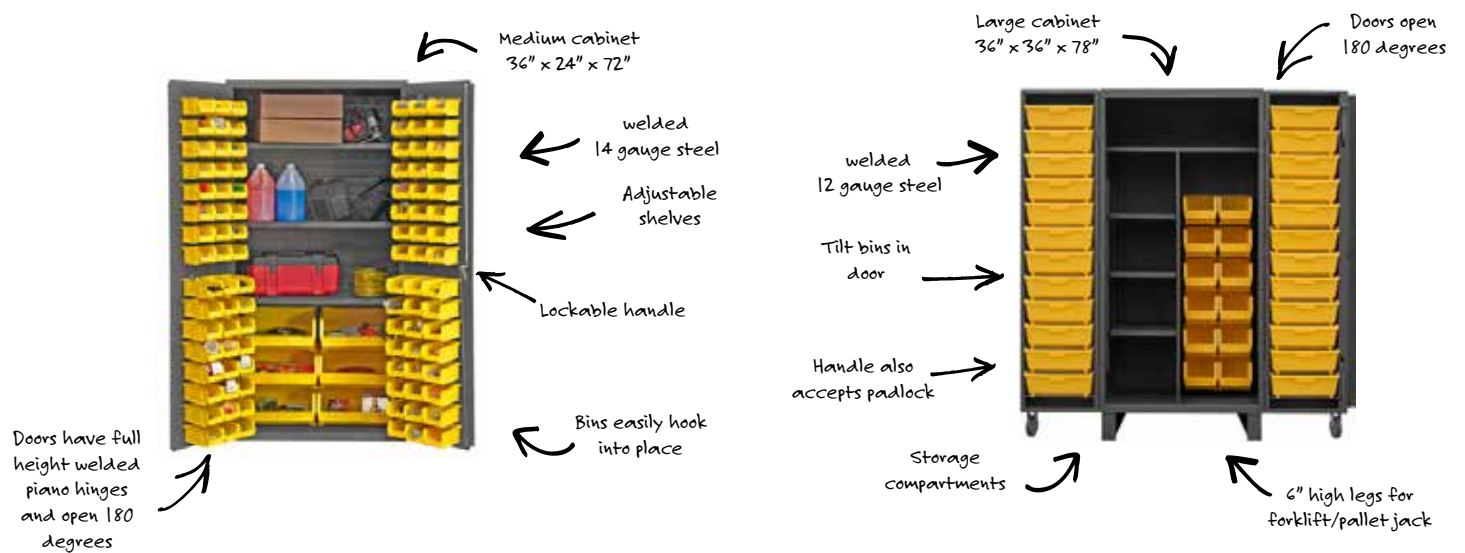 Medium cabinet
36" x 24" x 72"
welded
14 gauge steel
Adjustable
shelves
Lockable handle
Bins easily hook
into place
Doors have full
height welded
piano hinges
and open 180
degrees
Large cabinet
36" x 36" x 78"
Doors open
180 degrees
welded
12 gauge steel
Tilt bins in
door
Handle also
accepts padlock
Storage
compartments
6" high legs for
forklift/pallet jack